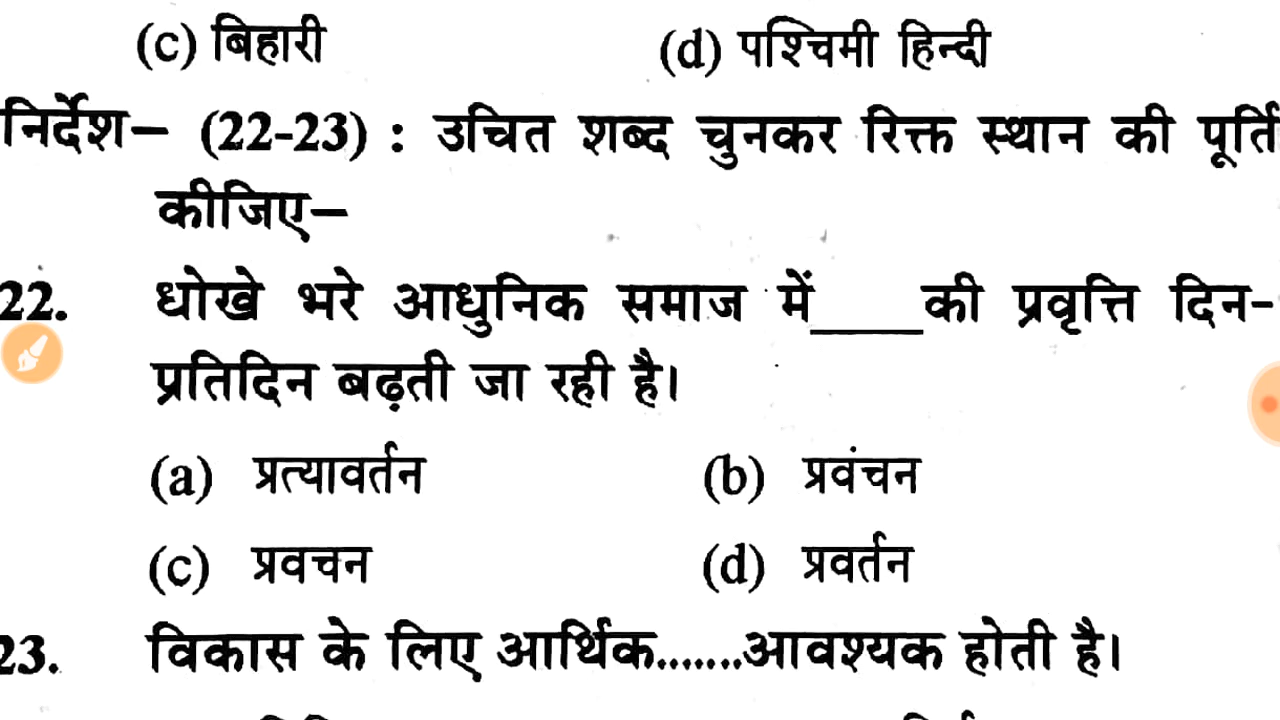 (c) बिहारी (d) पश्चिमी हिन्दी
निर्देश– (22-23) : उचित शब्द चुनकर रिक्त स्थान की पूर्ति
कीजिए–
22. धोखे भरे आधुनिक समाज में____की प्रवृत्ति दिन-
प्रतिदिन बढ़ती जा रही है।
(a) प्रत्यावर्तन (b) प्रवंचन
(c) प्रवचन (d) प्रवर्तन
23. विकास के लिए आर्थिक.......आवश्यक होती है।